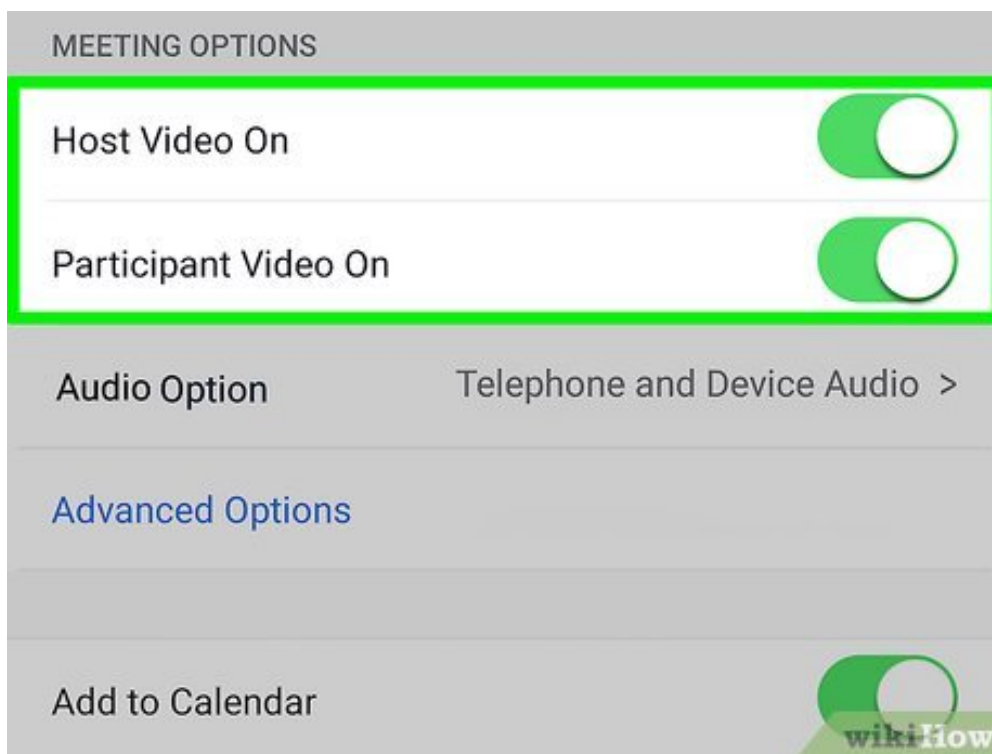 MEETING OPTIONS
Host Video On
Participant Video On
Audio Option Telephone and Device Audio >
Advanced Options
Add to Calendar
wikiHow